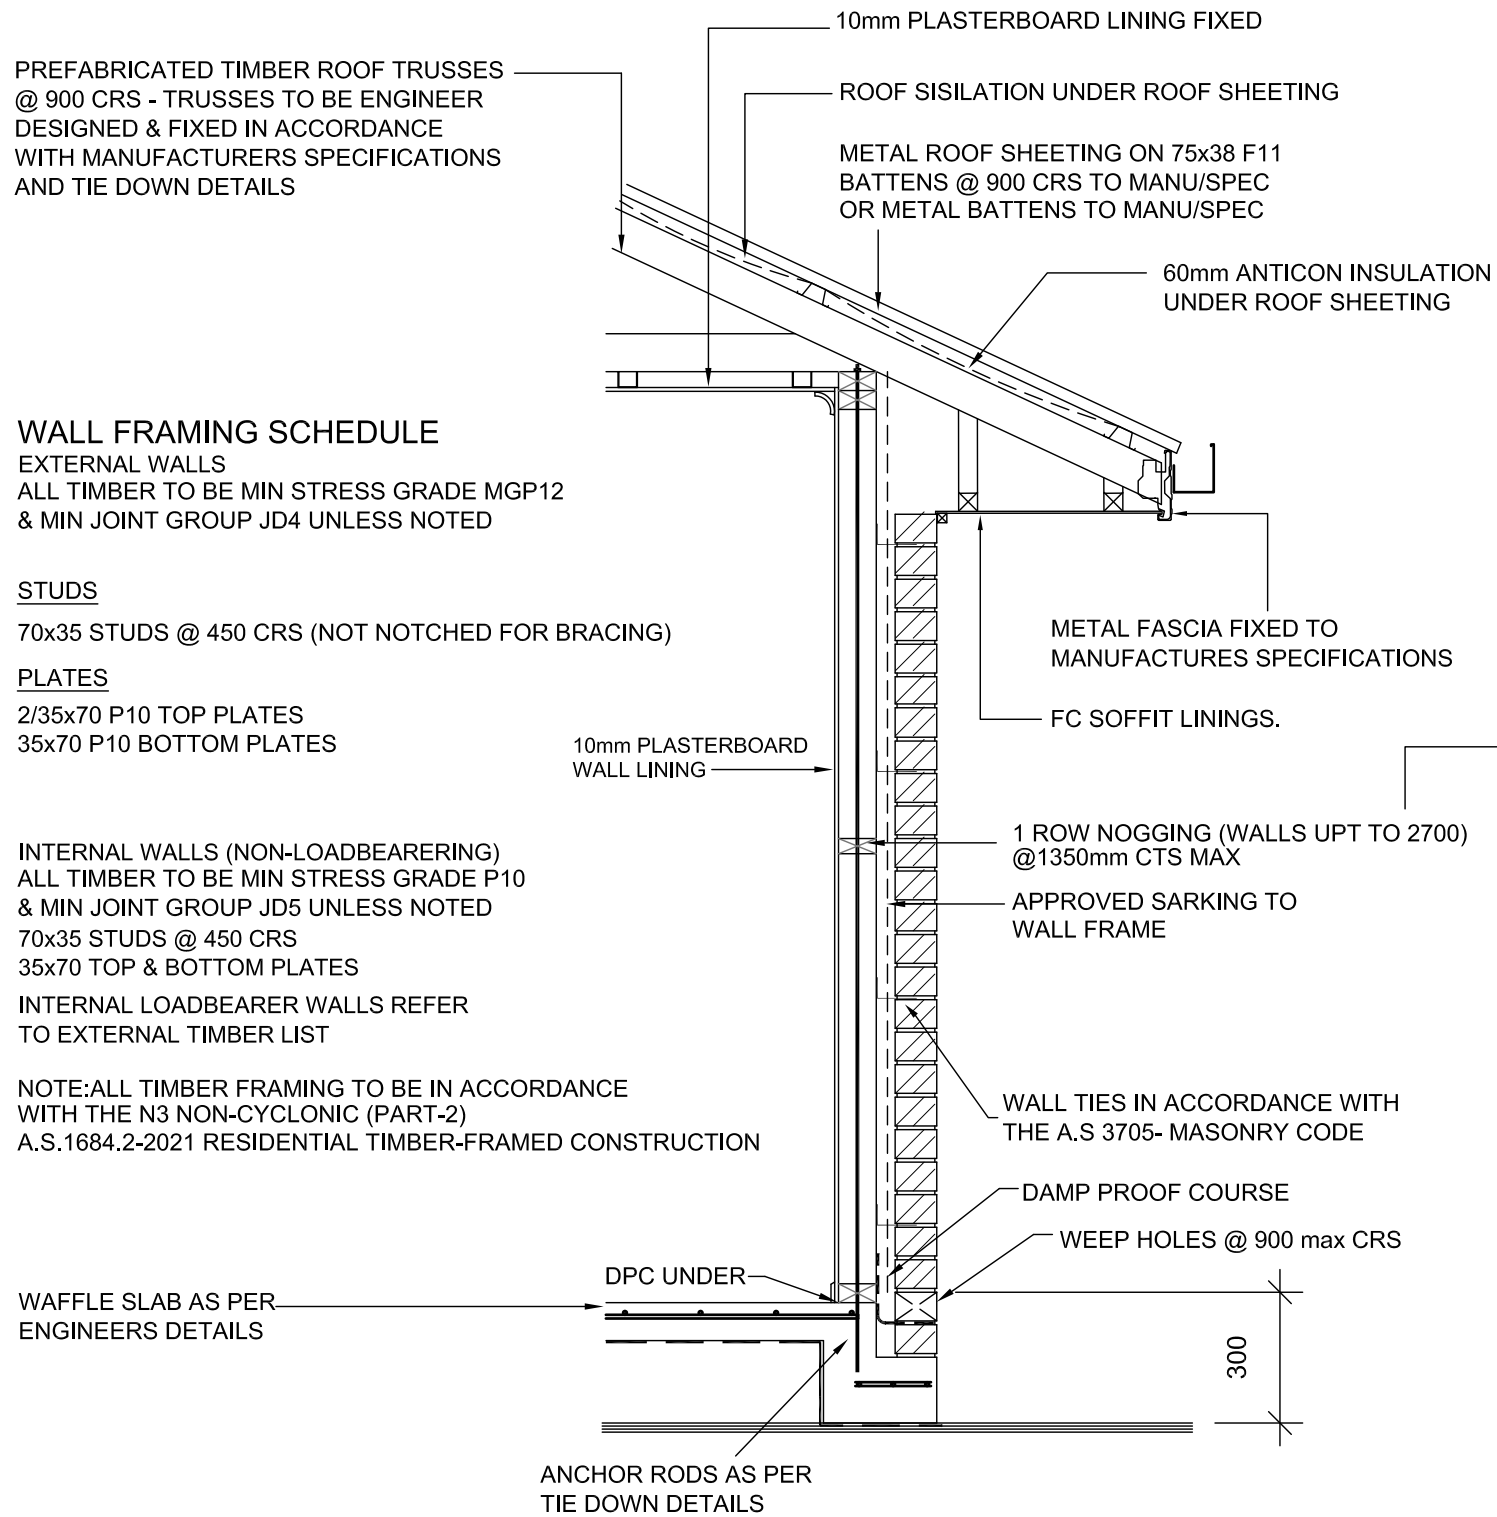 10mm PLASTERBOARD LINING FIXED
PREFABRICATED TIMBER ROOF TRUSSES
@ 900 CRS - TRUSSES TO BE ENGINEER
DESIGNED & FIXED IN ACCORDANCE
WITH MANUFACTURERS SPECIFICATIONS
AND TIE DOWN DETAILS
ROOF SISILATION UNDER ROOF SHEETING
METAL ROOF SHEETING ON 75x38 F11
BATTENS @ 900 CRS TO MANU/SPEC
OR METAL BATTENS TO MANU/SPEC
60mm ANTICON INSULATION
UNDER ROOF SHEETING
WALL FRAMING SCHEDULE
EXTERNAL WALLS
ALL TIMBER TO BE MIN STRESS GRADE MGP12
& MIN JOINT GROUP JD4 UNLESS NOTED
STUDS
70x35 STUDS @ 450 CRS (NOT NOTCHED FOR BRACING)
PLATES
2/35x70 P10 TOP PLATES
35x70 P10 BOTTOM PLATES
METAL FASCIA FIXED TO
MANUFACTURES SPECIFICATIONS
FC SOFFIT LININGS.
10mm PLASTERBOARD
WALL LINING
1 ROW NOGGING (WALLS UPT TO 2700)
@1350mm CTS MAX
APPROVED SARKING TO
WALL FRAME
INTERNAL WALLS (NON-LOADBEARERING)
ALL TIMBER TO BE MIN STRESS GRADE P10
& MIN JOINT GROUP JD5 UNLESS NOTED
70x35 STUDS @ 450 CRS
35x70 TOP & BOTTOM PLATES
INTERNAL LOADBEARER WALLS REFER
TO EXTERNAL TIMBER LIST
NOTE:ALL TIMBER FRAMING TO BE IN ACCORDANCE
WITH THE N3 NON-CYCLONIC (PART-2)
A.S.1684.2-2021 RESIDENTIAL TIMBER-FRAMED CONSTRUCTION
WALL TIES IN ACCORDANCE WITH
THE A.S 3705- MASONRY CODE
DAMP PROOF COURSE
WEEP HOLES @ 900 max CRS
DPC UNDER
WAFFLE SLAB AS PER
ENGINEERS DETAILS
300
ANCHOR RODS AS PER
TIE DOWN DETAILS